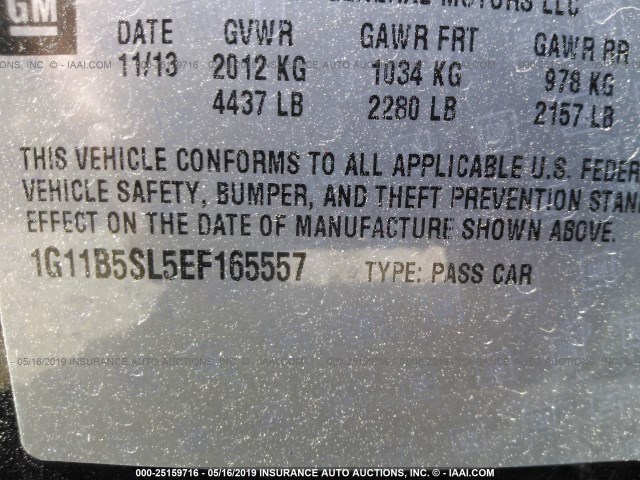 GM
GENERAL MOTORS LLC
DATE GVWR GAWR FRT GAWR RR
11/13 2012 KG 1034 KG 978 KG
4437 LB 2280 LB 2157 LB
THIS VEHICLE CONFORMS TO ALL APPLICABLE U.S. FEDER
VEHICLE SAFETY, BUMPER, AND THEFT PREVENTION STAN
EFFECT ON THE DATE OF MANUFACTURE SHOWN ABOVE.
1G11B5SL5EF165557 TYPE: PASS CAR
000-25159716 - 05/16/2019 INSURANCE AUTO AUCTIONS, INC. - IAAI.COM